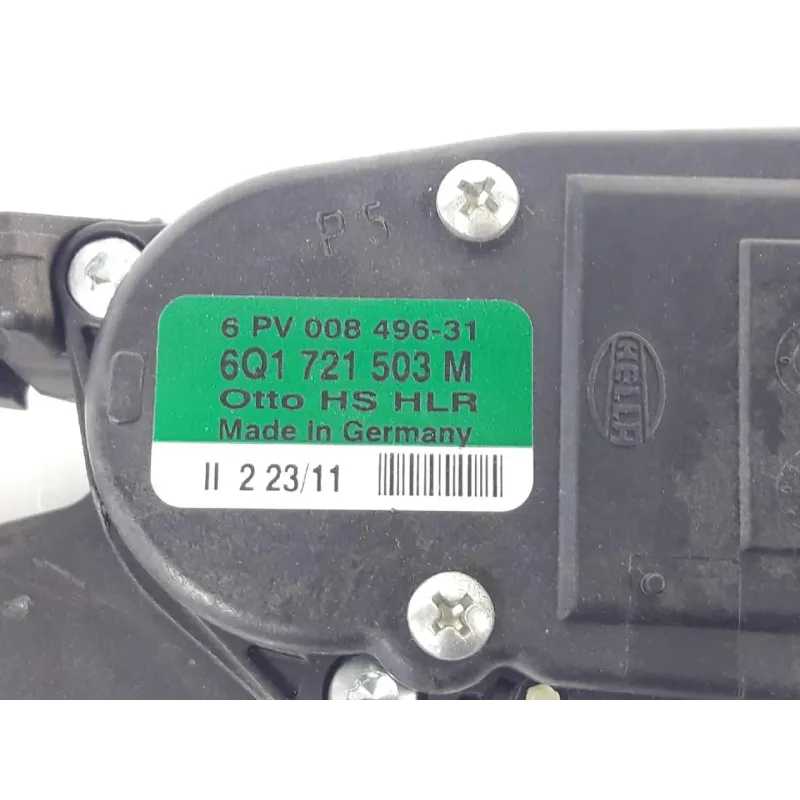 P 5
6 PV 008 496-31
6Q1 721 503 M
Otto HS HLR
Made in Germany
II 2 23/11
HELLA